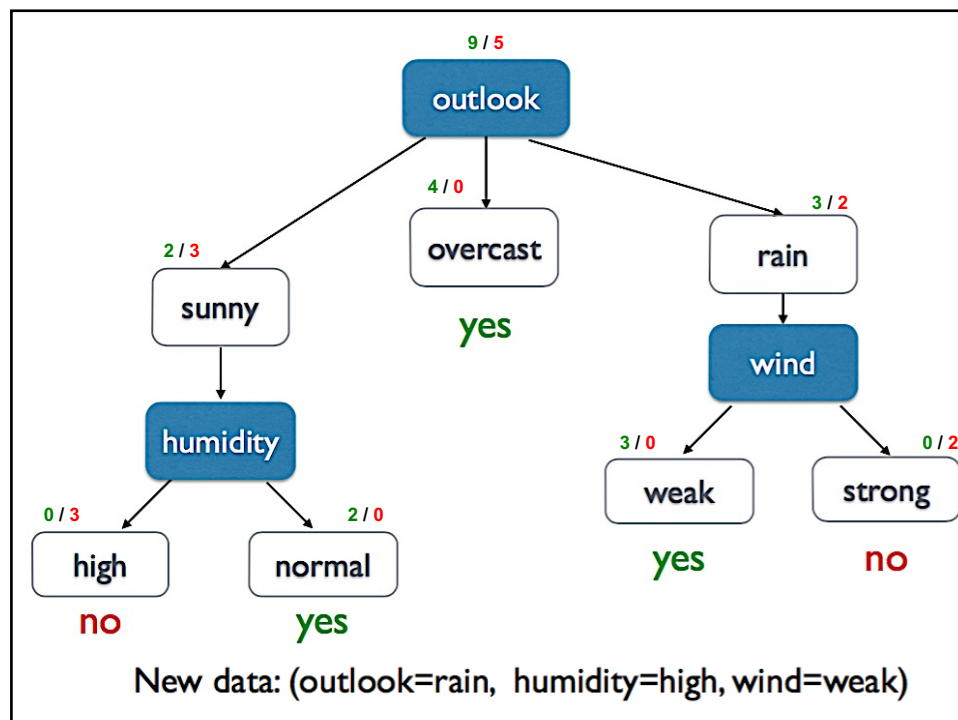 9 / 5
outlook
4 / 0
3 / 2
2 / 3
overcast
rain
sunny
yes
wind
humidity
3 / 0
0 / 2
weak
strong
0 / 3
2 / 0
high
normal
yes
no
no
yes
New data: (outlook=rain, humidity=high, wind=weak)